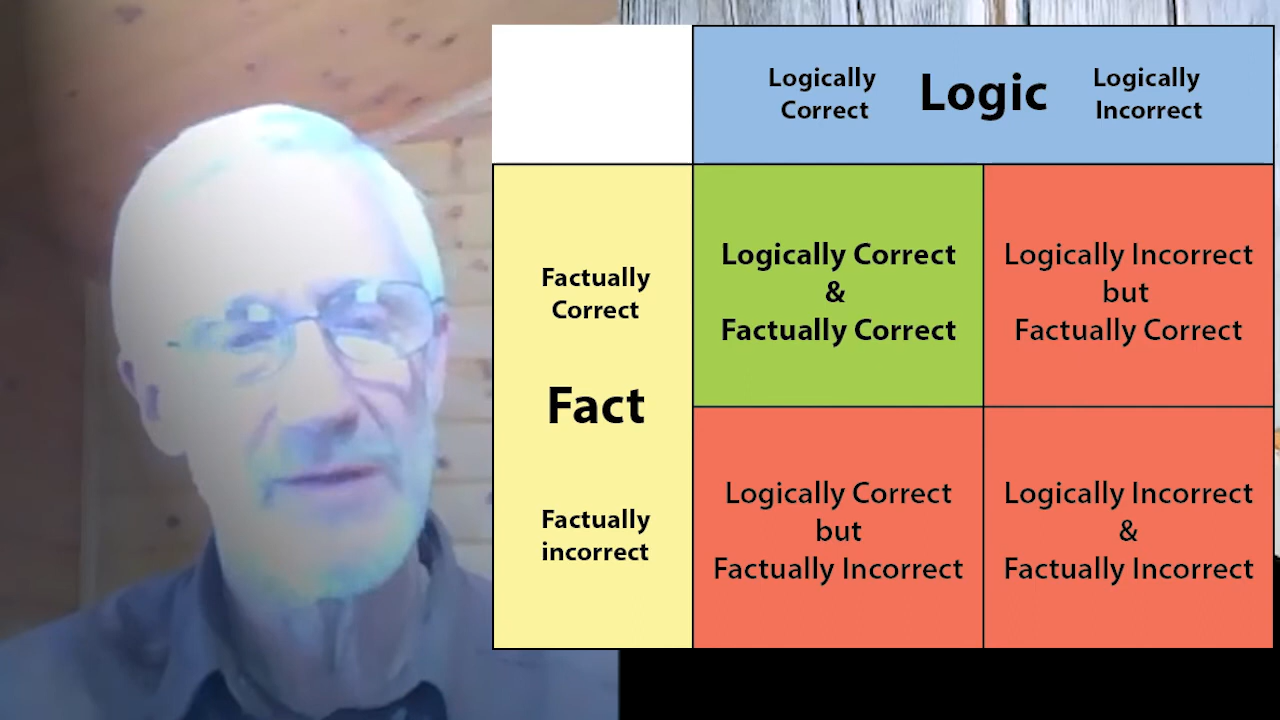 Logically
Correct
Logic
Logically
Incorrect
Factually
Correct
Fact
Factually
incorrect
Logically Correct
&
Factually Correct
Logically Incorrect
but
Factually Correct
Logically Correct
but
Factually Incorrect
Logically Incorrect
&
Factually Incorrect